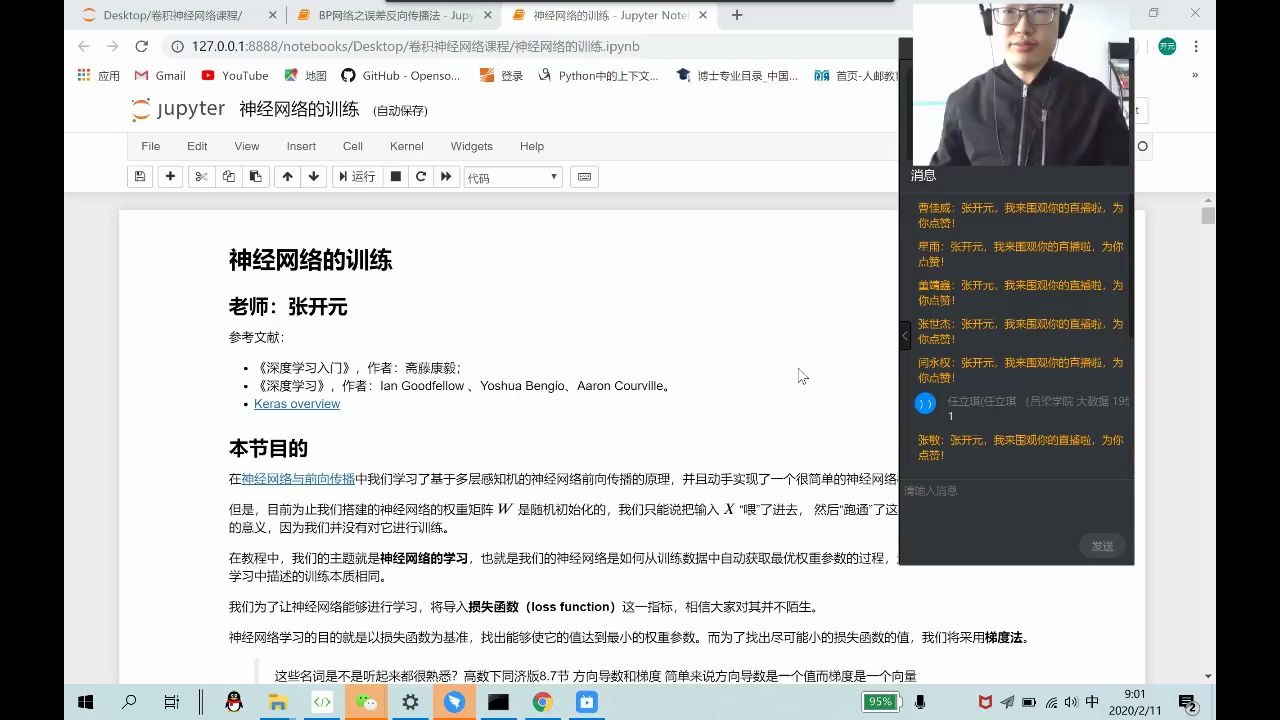 Desktop/卷积神经网络课程/
神经网络的训练 - Jupyter Note
127.0.0.1:8888/notebooks/Desktop/卷积神经网络课程/神经网络的训练.ipynb
开元
应用
Gmail
YouTube
地图
GitHub - Openso...
登录
Python中的上下文...
博士专业目录_中国...
首页-人邮教
»
jupyter 神经网络的训练 (自动保存)
File Edit View Insert Cell Kernel Widgets Help
运行
代码
神经网络的训练
老师：张开元
参考文献：
• 《深度学习入门》，作者：斋藤康毅；
• 《深度学习》，作者：Ian Goodfellow 、Yoshua Bengio、Aaron Courville。
• Keras overview
本节目的
在神经网络与前向传播中我们学习了基于多层感知机的神经网络前向传播的原理，并且动手实现了一个很简单的神经网络
但是，目前为止我们搭建的神经网络的权重矩阵 W 是随机初始化的，我们只能说把输入 X “喂”了进去， 然后“跑通”了这
的意义，因为我们并没有对它进行训练。
在教程中，我们的主题就是神经网络的学习，也就是我们的神经网络是如何从训练数据中自动获取最优权重参数的过程，
学习中描述的训练本质相同。
我们为了让神经网络能够进行学习，将导入损失函数（loss function）这一指标，相信大家对其并不陌生。
神经网络学习的目的就是以损失函数为基准，找出能够使它的值达到最小的权重参数。而为了找出尽可能小的损失函数的值，我们将采用梯度法。
这些名词是不是听起来都很熟悉？高数下同济版8.7节 方向导数和梯度 简单来说方向导数是一个值而梯度是一个向量
消息
曹佳威：张开元，我来围观你的直播啦，为
你点赞！
星雨：张开元，我来围观你的直播啦，为你
点赞！
董靖鑫：张开元，我来围观你的直播啦，为
你点赞！
张世杰：张开元，我来围观你的直播啦，为
你点赞！
闫永权：张开元，我来围观你的直播啦，为
你点赞！
任立琪(任立琪 （吕梁学院 大数据 19
1
张敏：张开元，我来围观你的直播啦，为你
点赞！
请输入消息
发送
95%
中
9:01
2020/2/11
2